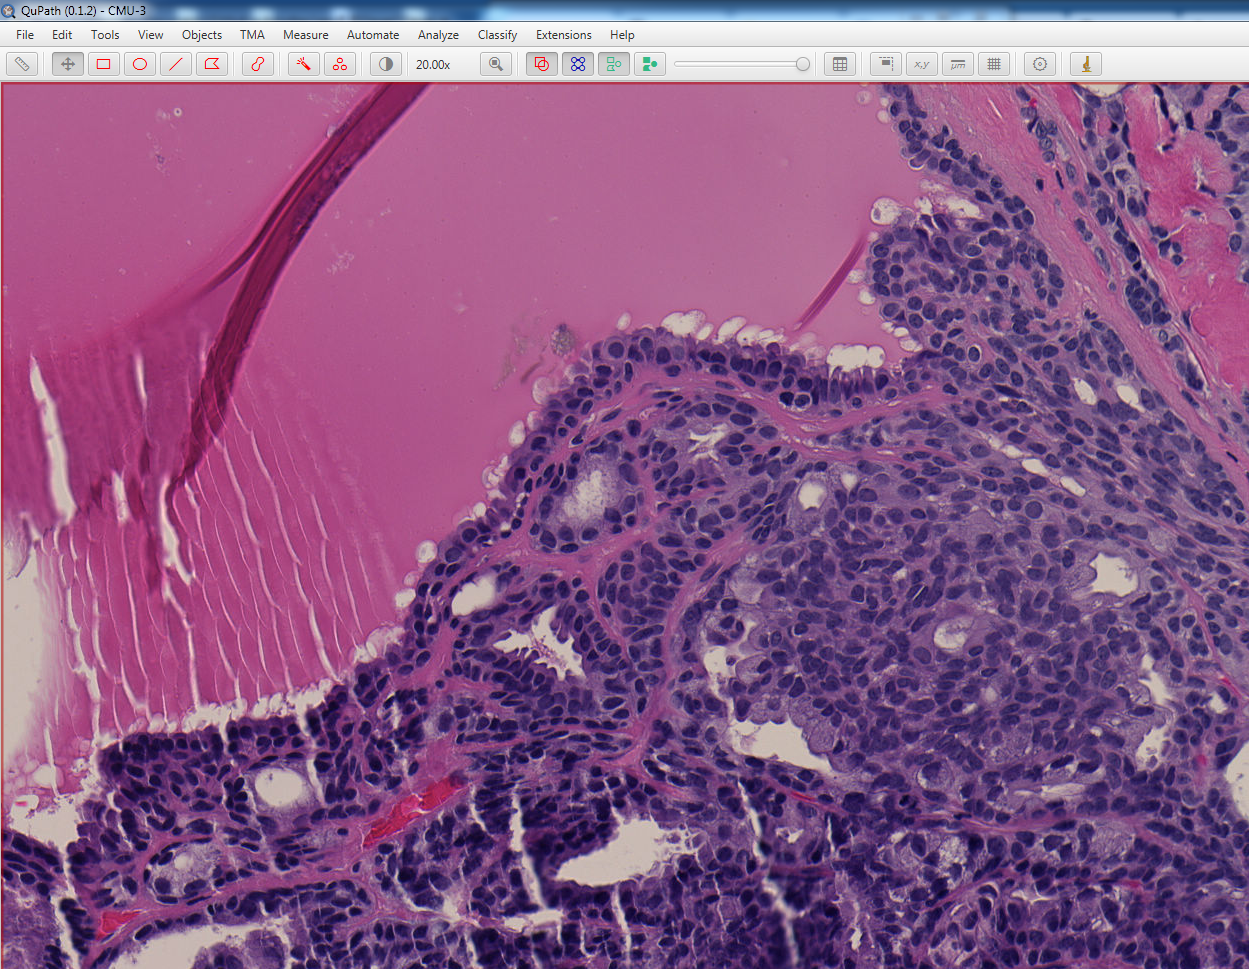 QuPath (0.1.2) - CMU-3
File Edit Tools View Objects TMA Measure Automate Analyze Classify Extensions Help
20.00x x,y μm